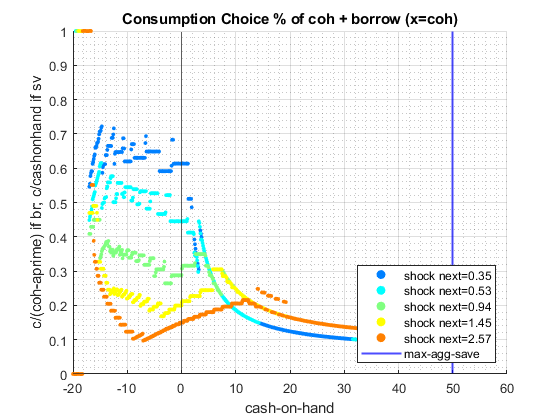 Consumption Choice % of coh + borrow (x=coh)
c/(coh-aprime) if br, c/cashonhand if sv
1
0.9
0.8
0.7
0.6
0.5
0.4
0.3
0.2
0.1
0
shock next=0.35
shock next=0.53
shock next=0.94
shock next=1.45
shock next=2.57
max-agg-save
-20 -10 0 10 20 30 40 50 60
cash-on-hand